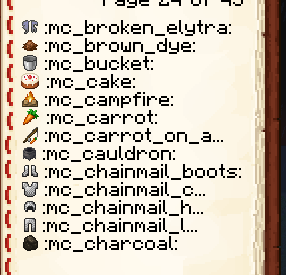 Page 24 of 45
:mc_broken_elytra:
:mc_brown_dye:
:mc_bucket:
:mc_cake:
:mc_campfire:
:mc_carrot:
:mc_carrot_on_a...
:mc_cauldron:
:mc_chainmail_boots:
:mc_chainmail_c...
:mc_chainmail_h...
:mc_chainmail_l...
:mc_charcoal: